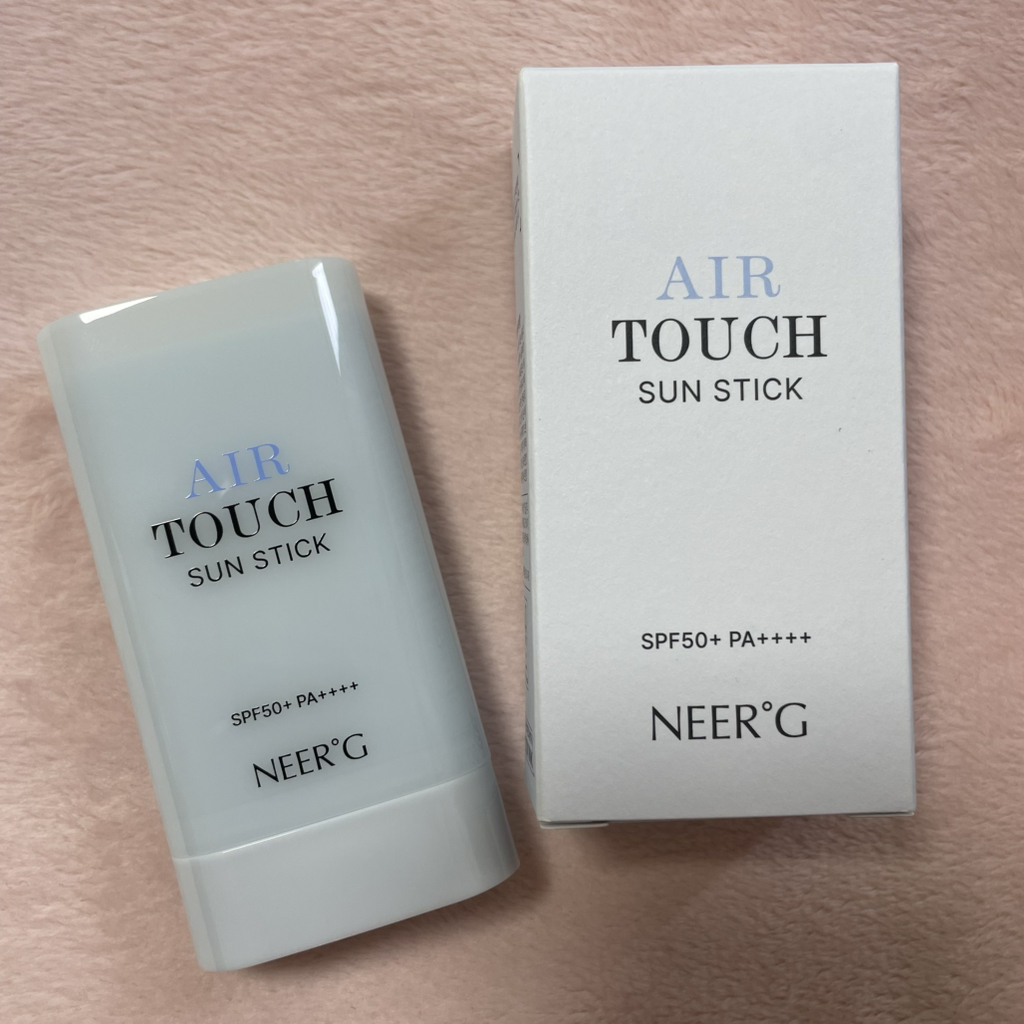 AIR
TOUCH
SUN STICK
SPF50+ PA++++
NEER°G
AIR
TOUCH
SUN STICK
SPF50+ PA++++
NEER°G